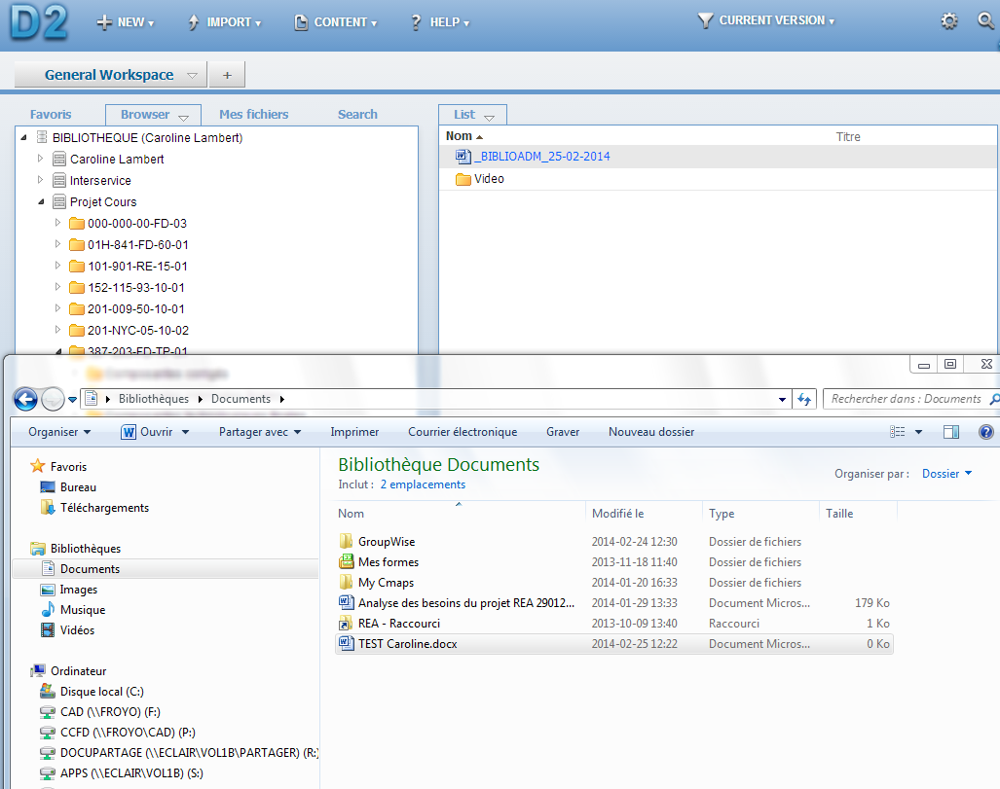 D2 NEW IMPORT CONTENT HELP CURRENT VERSION
General Workspace +
Favoris Browser Mes fichiers Search
List
BIBLIOTHEQUE (Caroline Lambert)
Caroline Lambert
Interservice
Projet Cours
000-000-00-FD-03
01H-841-FD-60-01
101-901-RE-15-01
152-115-93-10-01
201-009-50-10-01
201-NYC-05-10-02
387-203-FD-TP-01
Nom Titre
_BIBLIOADM_25-02-2014
Video
Bibliothèques Documents
Rechercher dans : Documents
Organiser Ouvrir Partager avec Imprimer Courrier électronique Graver Nouveau dossier
Favoris
Bureau
Téléchargements
Bibliothèques
Documents
Images
Musique
Vidéos
Ordinateur
Disque local (C:)
CAD (\\FROYO) (F:)
CCFD (\\FROYO\CAD) (P:)
DOCUPARTAGE (\\ECLAIR\VOL1B\PARTAGER) (R:)
APPS (\\ECLAIR\VOL1B) (S:)
Bibliothèque Documents
Inclut : 2 emplacements
Organiser par : Dossier
Nom Modifié le Type Taille
GroupWise 2014-02-24 12:30 Dossier de fichiers
Mes formes 2013-11-18 11:40 Dossier de fichiers
My Cmaps 2014-01-20 16:33 Dossier de fichiers
Analyse des besoins du projet REA 29012... 2014-01-29 13:33 Document Micros... 179 Ko
REA - Raccourci 2013-10-09 13:40 Raccourci 1 Ko
TEST Caroline.docx 2014-02-25 12:22 Document Micros... 0 Ko